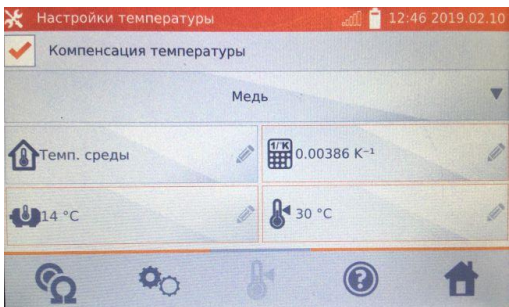 Настройки температуры 12:46 2019.02.10
Компенсация температуры
Медь
Темп. среды 1/K 0.00386 K⁻¹
14 °C 30 °C
?